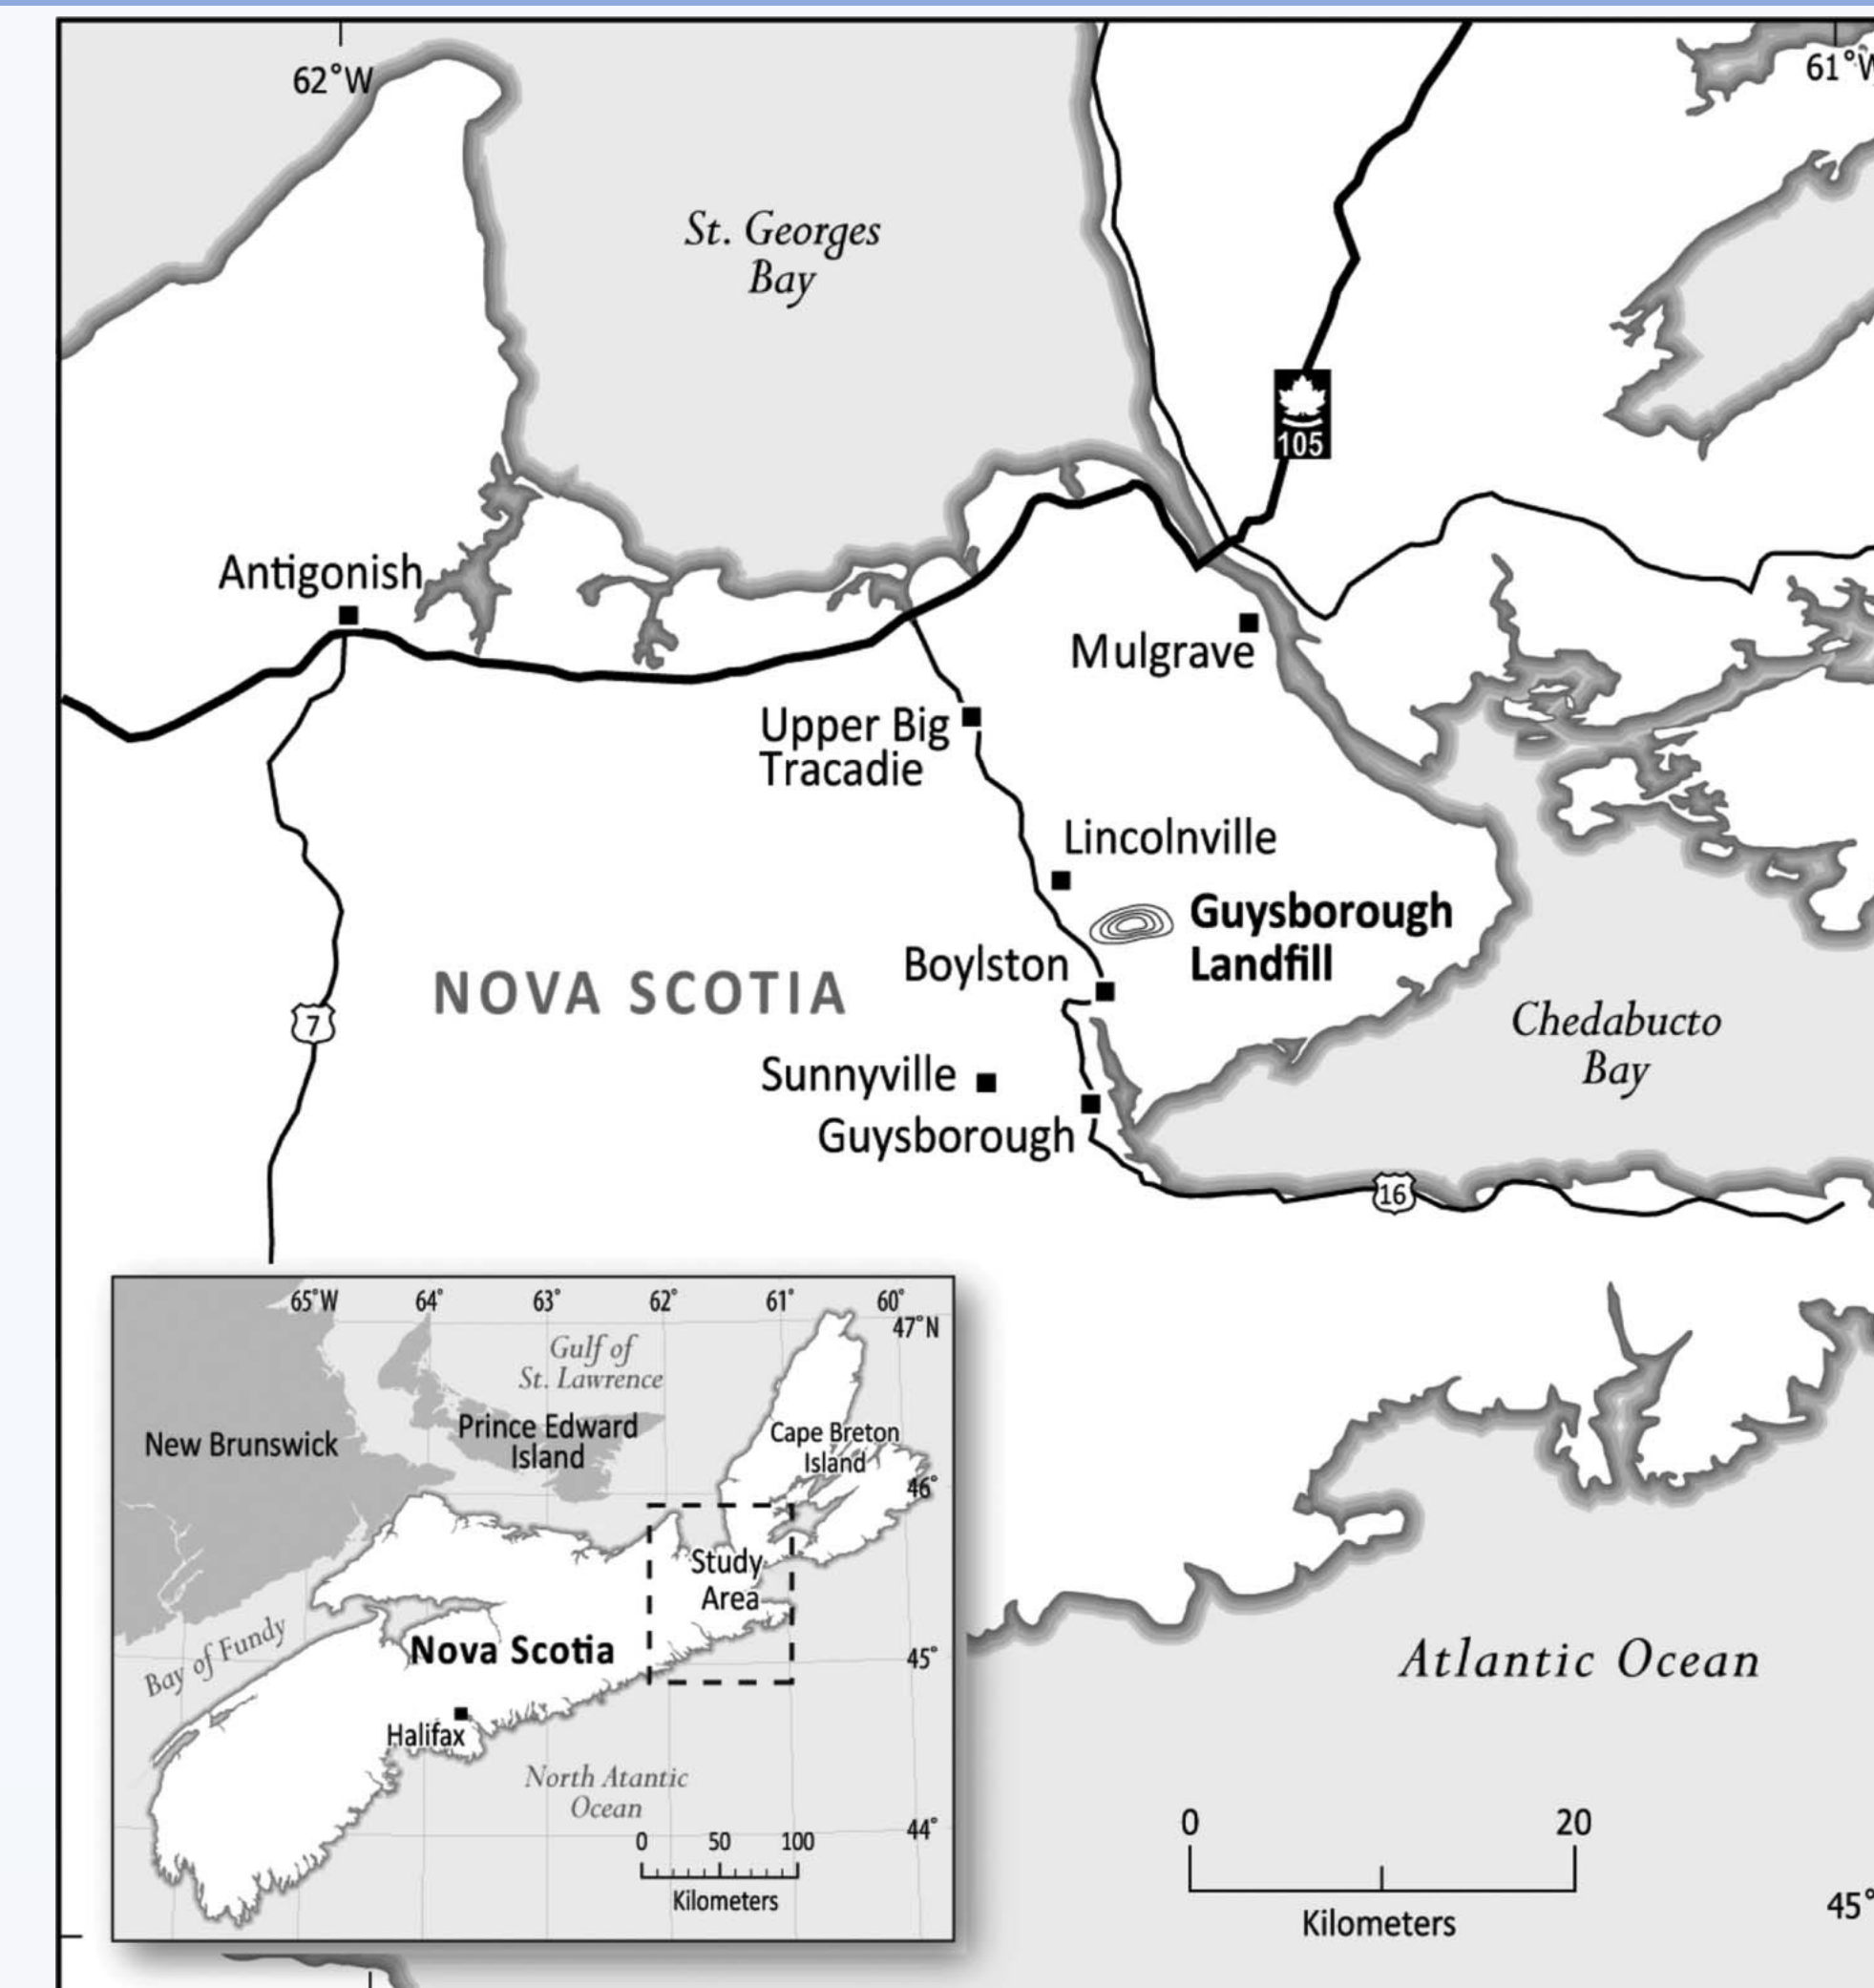 62°W
61°W
St. Georges
Bay
105
Antigonish
Mulgrave
Upper Big
Tracadie
Lincolnville
Guysborough
Landfill
Boylston
NOVA SCOTIA
7
Chedabucto
Bay
Sunnyville
Guysborough
16
65°W
64°
63°
62°
61°
60°
47°N
Gulf of
St. Lawrence
New Brunswick
Prince Edward
Island
Cape Breton
Island
46°
Study
Area
Bay of Fundy
Nova Scotia
45°
Halifax
North Atantic
Ocean
44°
0 50 100
Kilometers
Atlantic Ocean
0 20
Kilometers
45°